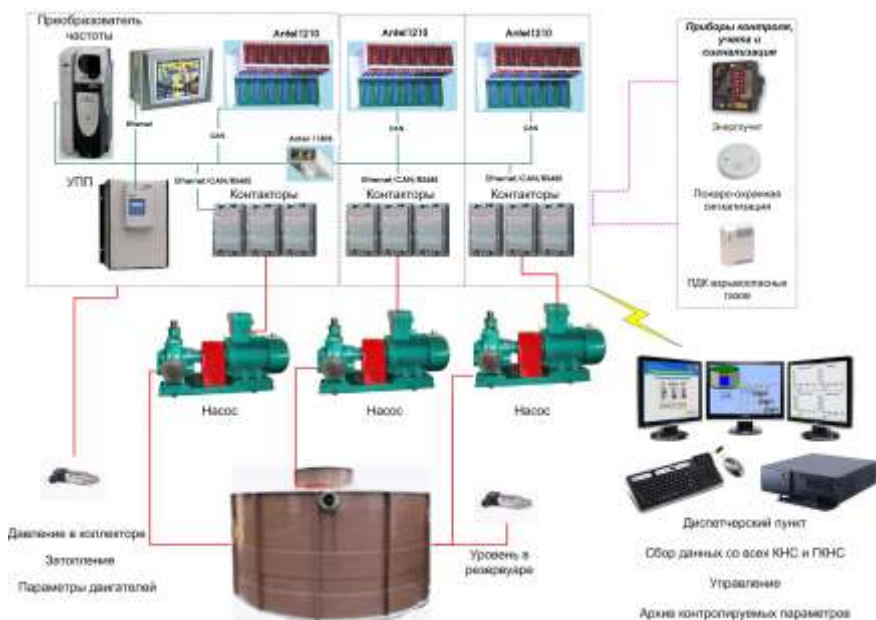 Преобразователь
частоты
Antel1210
Antel1210
Antel1210
Приборы контроля,
учета и
сигнализация
Ethernet
CAN
CAN
CAN
Энергоучет
УПП
Ethernet/CAN/RS485
Ethernet/CAN/RS485
Ethernet/CAN/RS485
Контакторы
Контакторы
Контакторы
Пожаро-охранная
сигнализация
ПДК взрывоопасных
газов
Насос
Насос
Насос
Давление в коллекторе
Затопления
Параметры двигателей
Уровень в
резервуаре
Диспетчерский пункт
Сбор данных со всех КНС и ГКНС
Управление
Архив контролируемых параметров